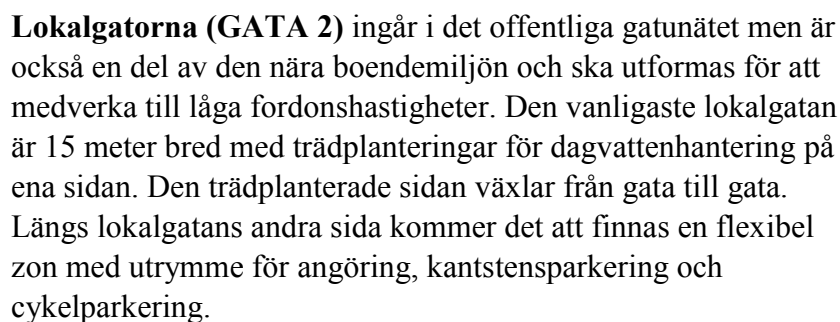 Lokalgatorna (GATA 2) ingår i det offentliga gatunätet men är
också en del av den nära boendemiljön och ska utformas för att
medverka till låga fordonshastigheter. Den vanligaste lokalgatan
är 15 meter bred med trädplanteringar för dagvattenhantering på
ena sidan. Den trädplanterade sidan växlar från gata till gata.
Längs lokalgatans andra sida kommer det att finnas en flexibel
zon med utrymme för angöring, kantstensparkering och
cykelparkering.